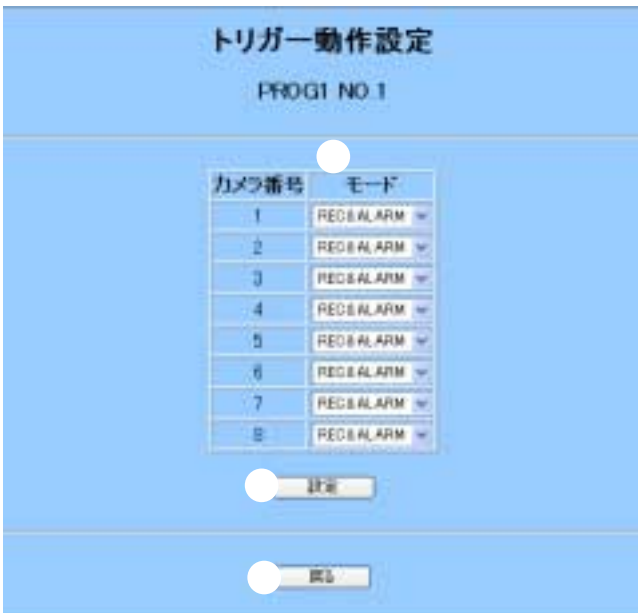 トリガー動作設定
PROG1 NO 1
カメラ番号 モード
1 REC&ALARM
2 REC&ALARM
3 REC&ALARM
4 REC&ALARM
5 REC&ALARM
6 REC&ALARM
7 REC&ALARM
8 REC&ALARM
設定
戻る